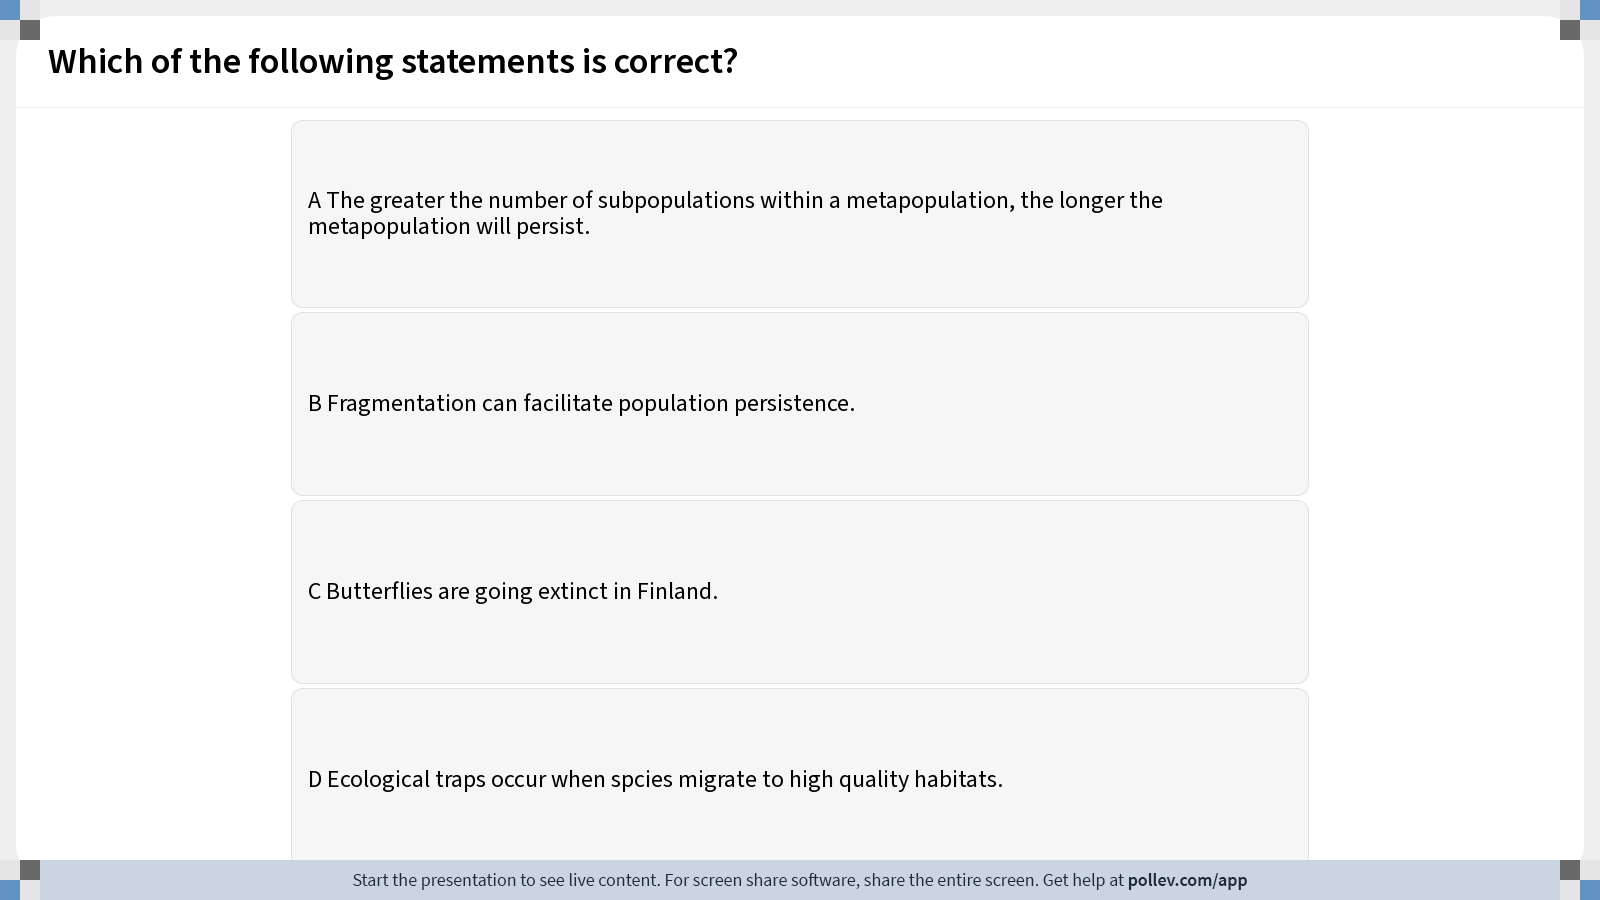 Which of the following statements is correct?
A The greater the number of subpopulations within a metapopulation, the longer the
metapopulation will persist.
B Fragmentation can facilitate population persistence.
C Butterflies are going extinct in Finland.
D Ecological traps occur when spcies migrate to high quality habitats.
Start the presentation to see live content. For screen share software, share the entire screen. Get help at pollev.com/app